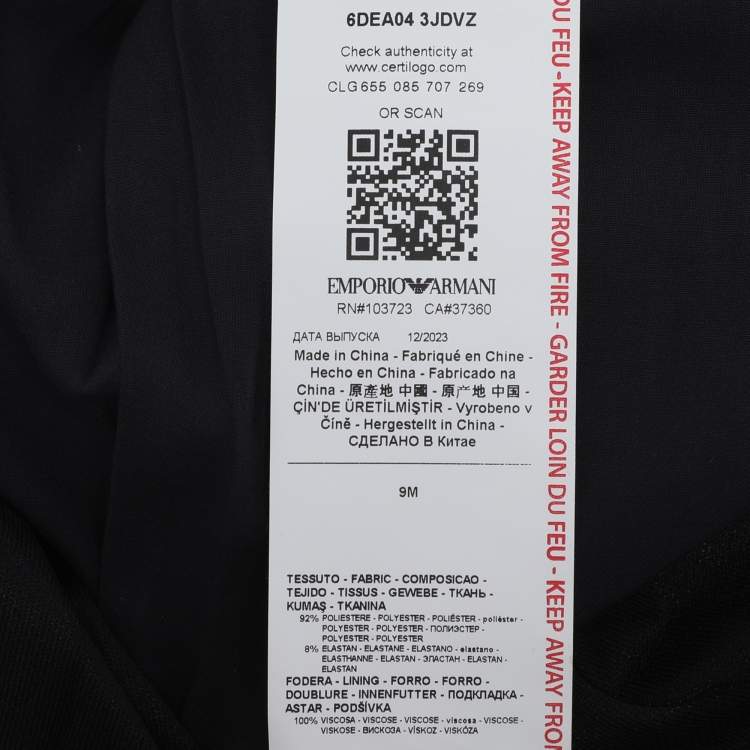 6DEA04 3JDVZ
Check authenticity at
www.certilogo.com
CLG 655 085 707 269
OR SCAN
EMPORIO ARMANI
RN#103723 CA#37360
ДАТА ВЫПУСКА 12/2023
Made in China - Fabriqué en Chine -
Hecho en China - Fabricado na
China - 原產地 中國 - 原产地 中国 -
ÇİN'DE ÜRETİLMİŞTİR - Vyrobeno v
Číně - Hergestellt in China -
СДЕЛАНО В Китае
9M
TESSUTO - FABRIC - COMPOSICAO -
TEJIDO - TISSUS - GEWEBE - ТКАНЬ -
KUMAŞ - TKANINA
92% POLIESTERE - POLYESTER - POLIÉSTER - poliéster -
POLYESTER - POLYESTER - ПОЛИЭСТЕР -
POLYESTER - POLYESTER
8% ELASTAN - ELASTANE - ELASTANO - elastano -
ELASTHANNE - ELASTAN - ЭЛАСТАН - ELASTAN -
ELASTAN
FODERA - LINING - FORRO - FORRO -
DOUBLURE - INNENFUTTER - ПОДКЛАДКА -
ASTAR - PODŠÍVKA
100% VISCOSA - VISCOSE - VISCOSE - viscosa - VISCOSE -
VISKOSE - ВИСКОЗА - VİSKOZ - VISKÓZA
DU FEU - KEEP AWAY FROM FIRE - GARDER LOIN DU FEU - KEEP AWAY FROM